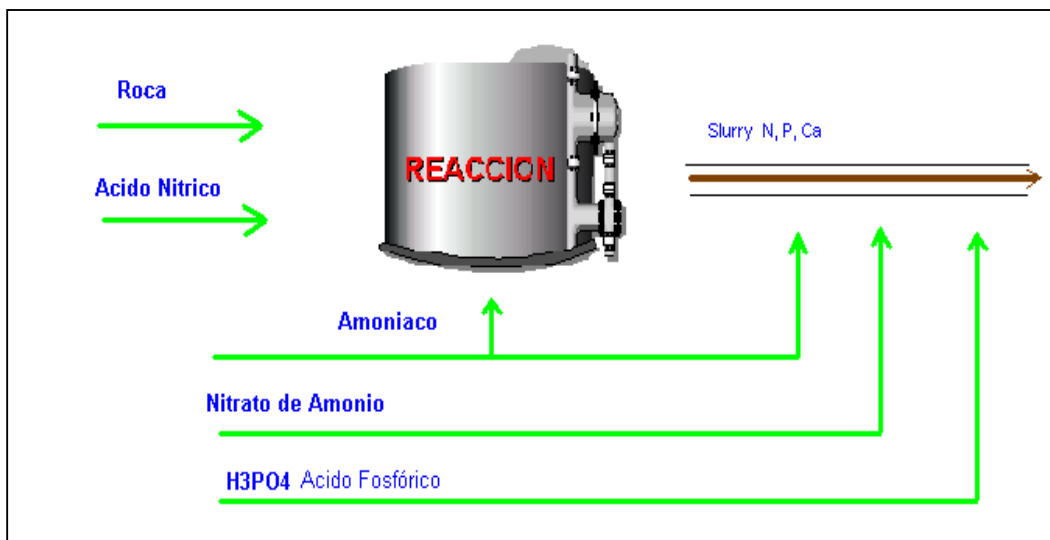 Roca
Acido Nitrico
REACCION
Slurry N, P, Ca
Amoniaco
Nitrato de Amonio
H3PO4 Acido Fosfórico